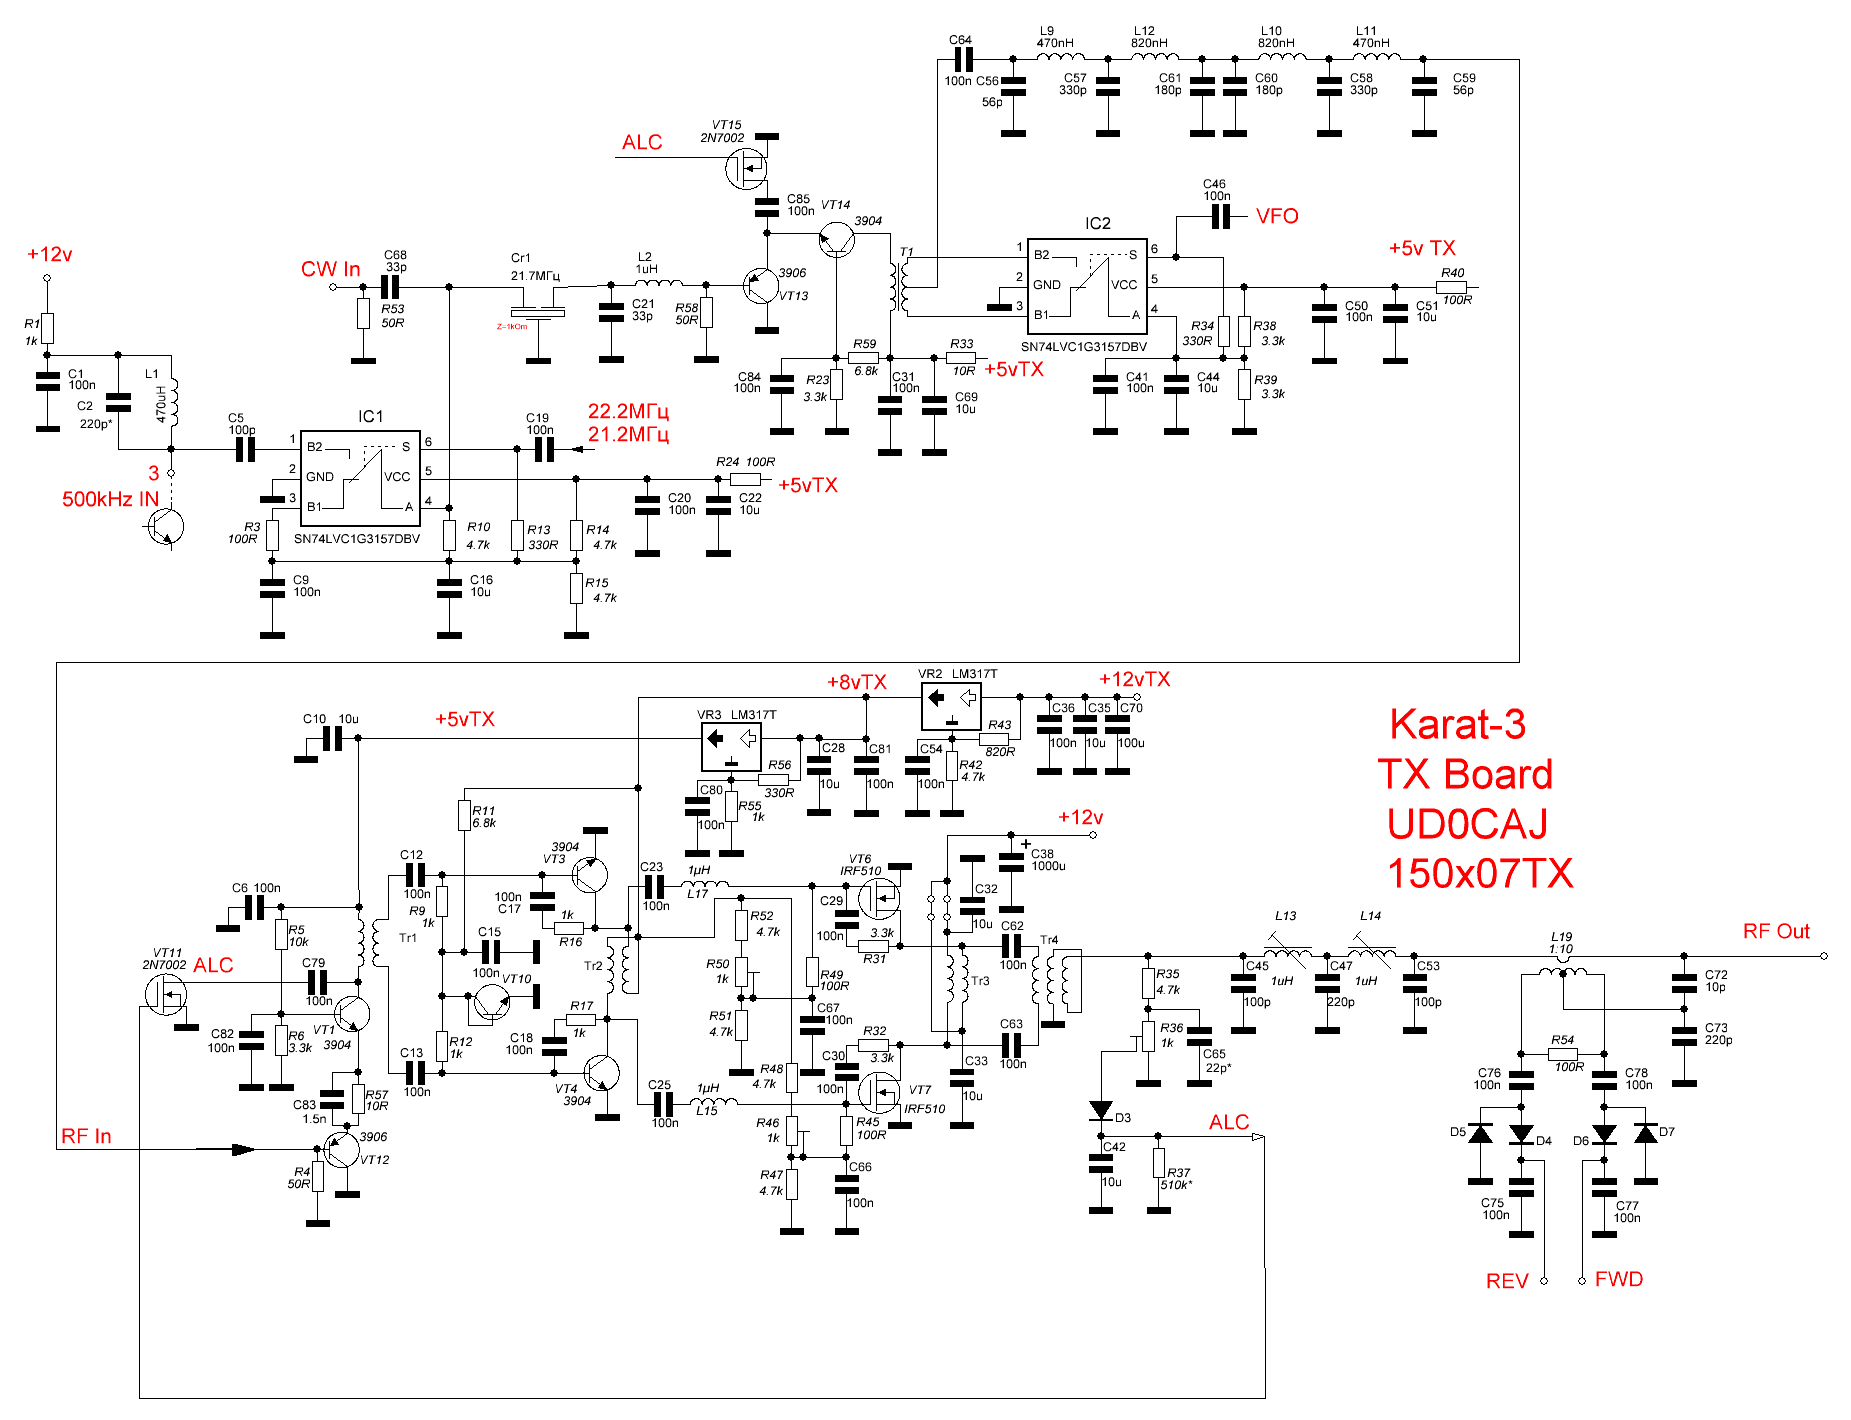 C64
100n
L9
470nH
L12
820nH
L10
820nH
L11
470nH
C56
56p
C57
330p
C61
180p
C60
180p
C58
330p
C59
56p
VT15
2N7002
ALC
C85
100n
VT14
3904
C46
100n
VFO
IC2
T1
1
2
3
B2
GND
B1
S
VCC
A
6
5
4
SN74LVC1G3157DBV
+5v TX
R40
100R
C50
100n
C51
10u
R34
330R
R38
3.3k
R39
3.3k
C41
100n
C44
10u
+12v
R1
1k
C1
100n
C2
220p*
L1
470uH
CW In
C68
33p
R53
50R
Cr1
21.7МГц
Z=1kOm
L2
1uH
C21
33p
R58
50R
3906
VT13
C84
100n
R23
3.3k
R59
6.8k
R33
10R
+5vTX
C31
100n
C69
10u
C5
100p
IC1
1
2
3
B2
GND
B1
S
VCC
A
6
5
4
SN74LVC1G3157DBV
C19
100n
22.2МГц
21.2МГц
3
500kHz IN
R24 100R
+5vTX
C20
100n
C22
10u
R3
100R
R10
4.7k
R13
330R
R14
4.7k
C9
100n
C16
10u
R15
4.7k
+8vTX
VR2 LM317T
+12vTX
C10 10u
+5vTX
VR3 LM317T
C36
100n
C35
10u
C70
100u
R43
820R
C28
10u
C81
100n
C54
100n
R42
4.7k
R56
330R
C80
100n
R55
1k
Karat-3
TX Board
UD0CAJ
150x07TX
+12v
C38
1000u
+
R11
6.8k
3904
VT3
C12
100n
C6 100n
R5
10k
R9
1k
100n
C17
1k
R16
C23
100n
1µH
L17
VT6
IRF510
C29
100n
3.3k
R31
C32
10u
C62
100n
Tr4
R52
4.7k
R50
1k
R49
100R
R51
4.7k
C67
100n
Tr1
C15
100n
VT10
Tr2
Tr3
VT11
2N7002
ALC
C79
100n
VT1
3904
C82
100n
R6
3.3k
R12
1k
C13
100n
C18
100n
R17
1k
VT4
3904
C25
100n
1µH
L15
R48
4.7k
R46
1k
R47
4.7k
C30
100n
R32
3.3k
VT7
IRF510
R45
100R
C66
100n
C33
10u
C63
100n
C83
1.5n
R57
10R
3906
VT12
RF In
R4
50R
R35
4.7k
R36
1k
C65
22p*
D3
ALC
C42
10u
R37
510k*
L13
1uH
L14
1uH
C45
100p
C47
220p
C53
100p
L19
1:10
RF Out
C72
10p
C73
220p
R54
100R
C76
100n
C78
100n
D5
D4
D6
D7
C75
100n
C77
100n
REV
FWD